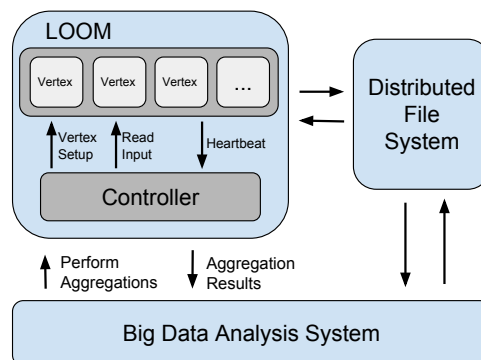 LOOM
Vertex
Vertex
Vertex
...
Vertex
Setup
Read
Input
Heartbeat
Controller
Distributed
File
System
Perform
Aggregations
Aggregation
Results
Big Data Analysis System